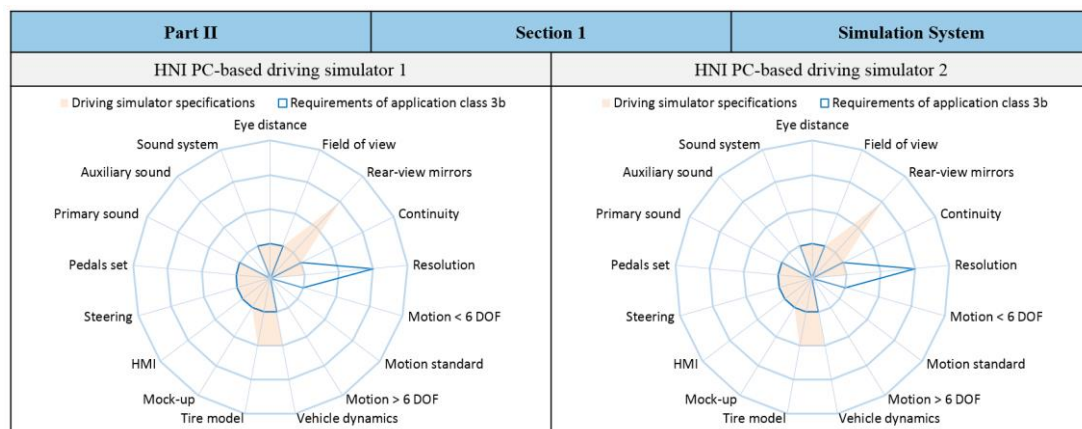 Part II Section 1 Simulation System
HNI PC-based driving simulator 1 HNI PC-based driving simulator 2
Driving simulator specifications Requirements of application class 3b
Eye distance
Sound system Field of view
Auxiliary sound Rear-view mirrors
Primary sound Continuity
Pedals set Resolution
Steering Motion < 6 DOF
HMI Motion standard
Mock-up Motion > 6 DOF
Tire model Vehicle dynamics
Driving simulator specifications Requirements of application class 3b
Eye distance
Sound system Field of view
Auxiliary sound Rear-view mirrors
Primary sound Continuity
Pedals set Resolution
Steering Motion < 6 DOF
HMI Motion standard
Mock-up Motion > 6 DOF
Tire model Vehicle dynamics